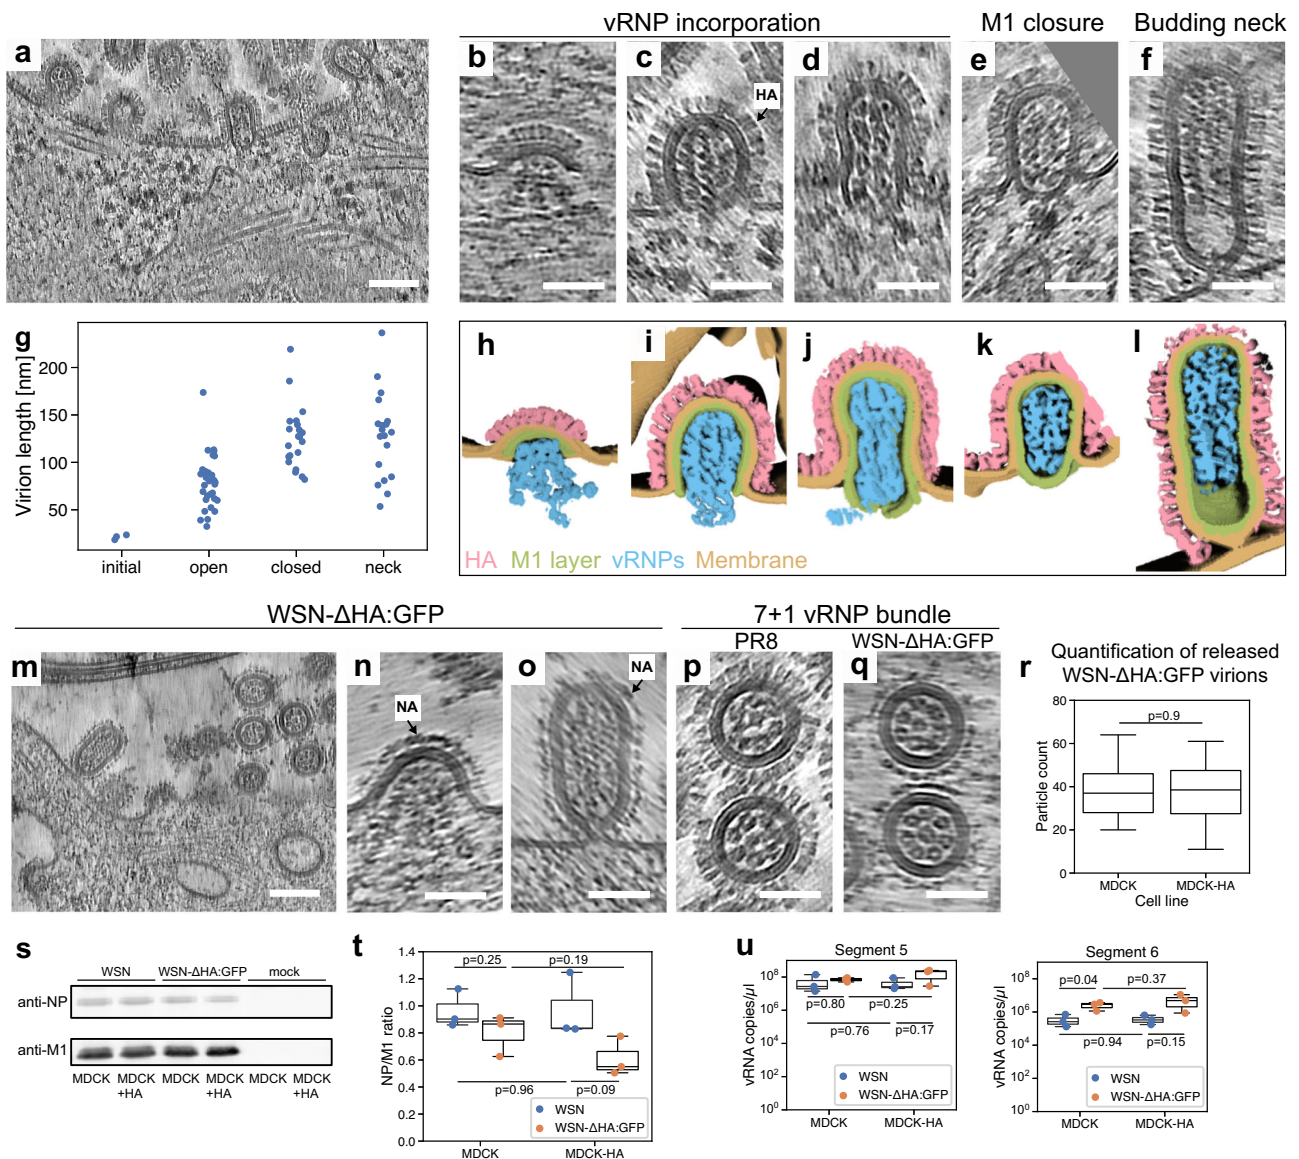 vRNP incorporation
M1 closure
Budding neck
a
b
c
HA
d
e
f
g
Virion length [nm]
200
150
100
50
initial
open
closed
neck
h
i
j
k
l
HA M1 layer vRNPs Membrane
WSN-ΔHA:GFP
7+1 vRNP bundle
PR8
WSN-ΔHA:GFP
m
n
NA
o
NA
p
q
r
Quantification of released
WSN-ΔHA:GFP virions
Particle count
80
60
40
20
0
p=0.9
MDCK
MDCK-HA
Cell line
s
WSN
WSN-ΔHA:GFP
mock
anti-NP
anti-M1
MDCK MDCK MDCK MDCK MDCK MDCK
+HA +HA +HA
t
NP/M1 ratio
1.4
1.2
1.0
0.8
0.6
0.4
0.2
0.0
p=0.25
p=0.19
p=0.96
p=0.09
WSN
WSN-ΔHA:GFP
MDCK
MDCK-HA
u
Segment 5
vRNA copies/µl
10⁸
10⁶
10⁴
10²
10⁰
p=0.80
p=0.25
p=0.76
p=0.17
WSN
WSN-ΔHA:GFP
MDCK
MDCK-HA
Segment 6
vRNA copies/µl
10⁸
10⁶
10⁴
10²
10⁰
p=0.04
p=0.37
p=0.94
p=0.15
WSN
WSN-ΔHA:GFP
MDCK
MDCK-HA